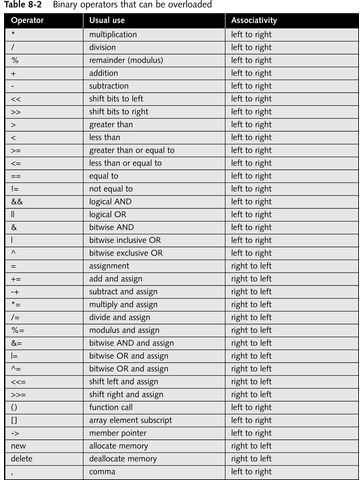 Table 8-2 Binary operators that can be overloaded
Operator Usual use Associativity
* multiplication left to right
/ division left to right
% remainder (modulus) left to right
+ addition left to right
- subtraction left to right
<< shift bits to left left to right
>> shift bits to right left to right
> greater than left to right
< less than left to right
>= greater than or equal to left to right
<= less than or equal to left to right
== equal to left to right
!= not equal to left to right
&& logical AND left to right
|| logical OR left to right
& bitwise AND left to right
| bitwise inclusive OR left to right
^ bitwise exclusive OR left to right
= assignment right to left
+= add and assign right to left
-+ subtract and assign right to left
*= multiply and assign right to left
/= divide and assign right to left
%= modulus and assign right to left
&= bitwise AND and assign right to left
|= bitwise OR and assign right to left
^= bitwise OR and assign right to left
<<= shift left and assign right to left
>>= shift right and assign right to left
() function call left to right
[] array element subscript left to right
-> member pointer left to right
new allocate memory right to left
delete deallocate memory right to left
, comma left to right